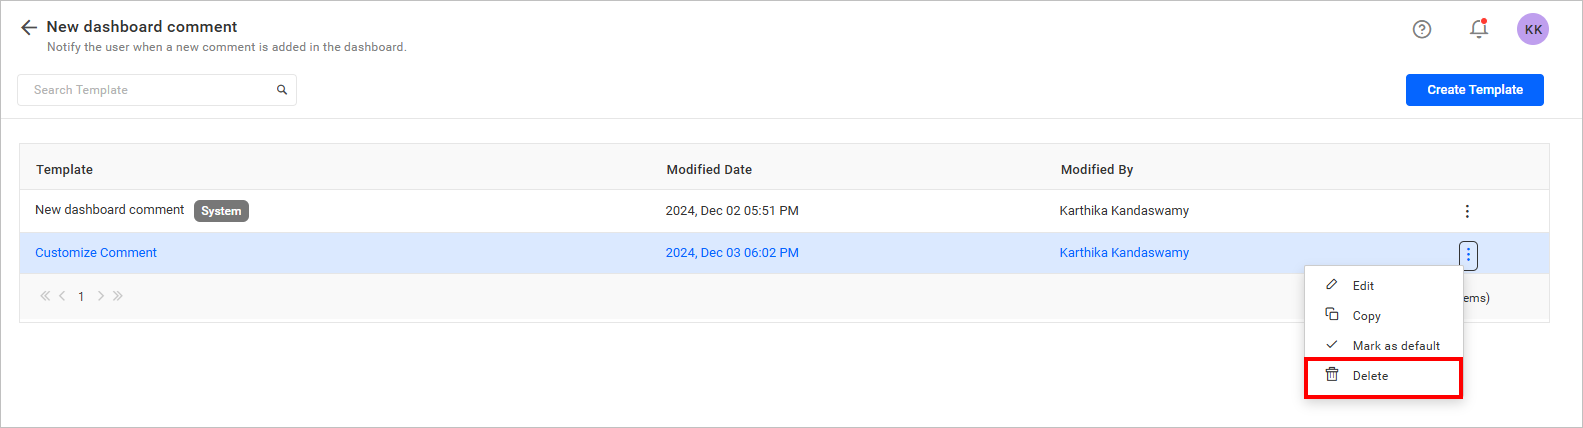 New dashboard comment
Notify the user when a new comment is added in the dashboard.
KK
Search Template
Create Template
Template Modified Date Modified By
New dashboard comment System 2024, Dec 02 05:51 PM Karthika Kandaswamy
Customize Comment 2024, Dec 03 06:02 PM Karthika Kandaswamy
1
ems)
Edit
Copy
Mark as default
Delete